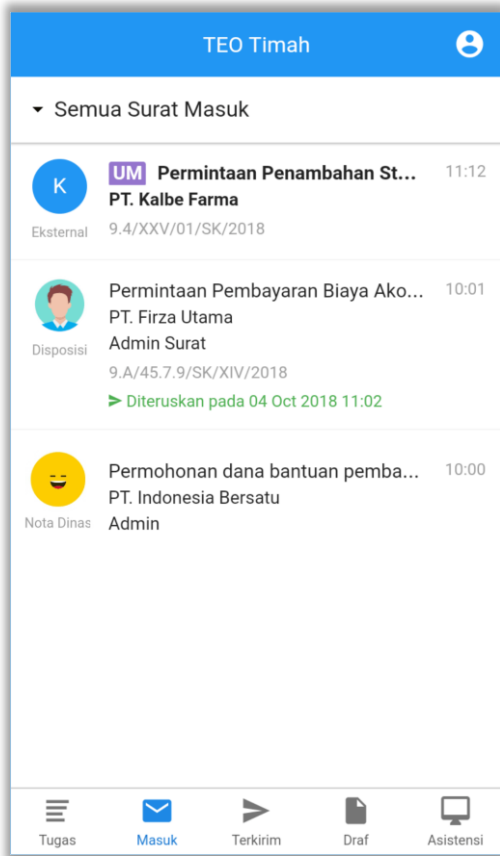 TEO Timah
Semua Surat Masuk
K
Eksternal
UM Permintaan Penambahan St... 11:12
PT. Kalbe Farma
9.4/XXV/01/SK/2018
Disposisi
Permintaan Pembayaran Biaya Ako... 10:01
PT. Firza Utama
Admin Surat
9.A/45.7.9/SK/XIV/2018
Diteruskan pada 04 Oct 2018 11:02
Nota Dinas
Permohonan dana bantuan pemba... 10:00
PT. Indonesia Bersatu
Admin
Tugas Masuk Terkirim Draf Asistensi